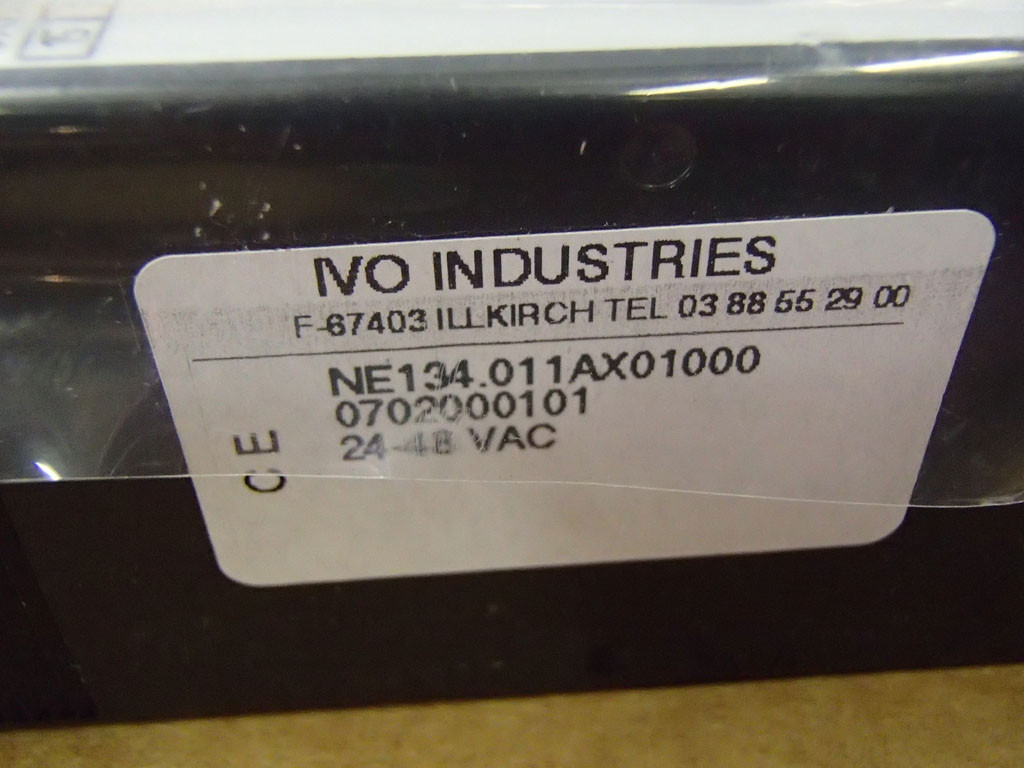 IVO INDUSTRIES
F-67403 ILLKIRCH TEL 03 88 55 29 00
NE134.011AX01000
0702000101
24-48 VAC
CE